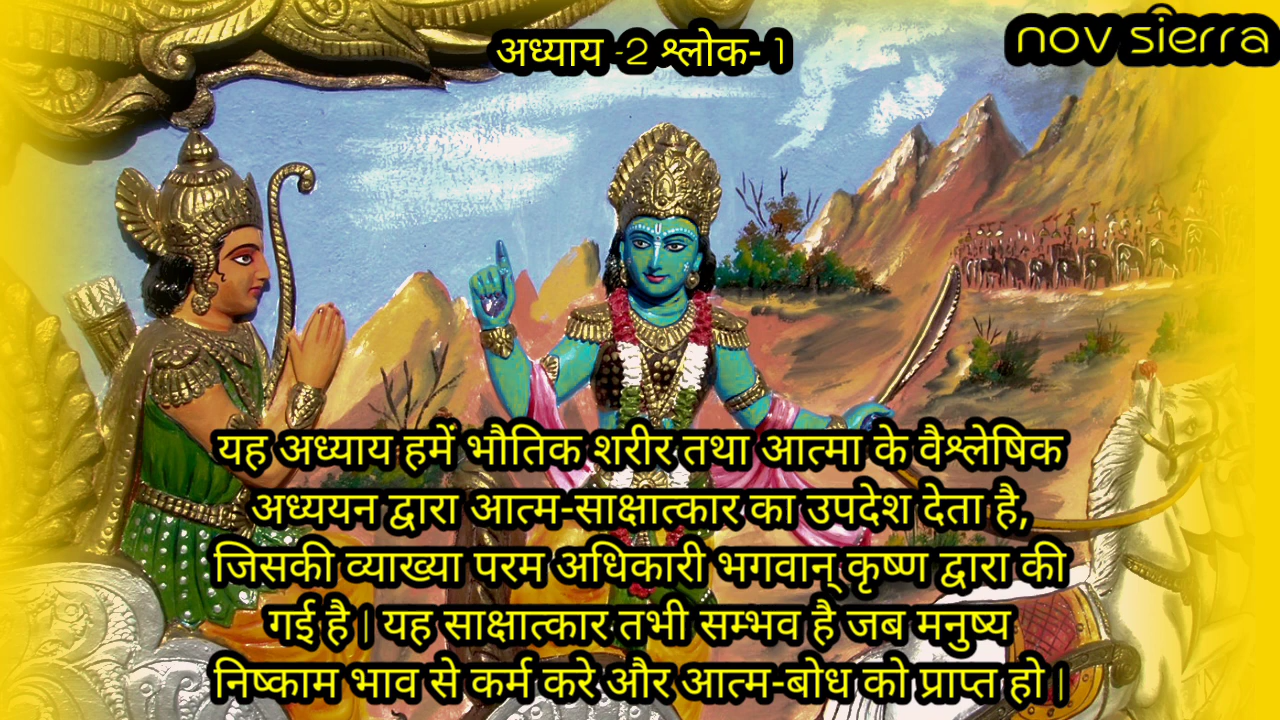 अध्याय -2 श्लोक- 1
nov sierra
यह अध्याय हमें भौतिक शरीर तथा आत्मा के वैश्लेषिक
अध्ययन द्वारा आत्म-साक्षात्कार का उपदेश देता है,
जिसकी व्याख्या परम अधिकारी भगवान् कृष्ण द्वारा की
गई है | यह साक्षात्कार तभी सम्भव है जब मनुष्य
निष्काम भाव से कर्म करे और आत्म-बोध को प्राप्त हो |